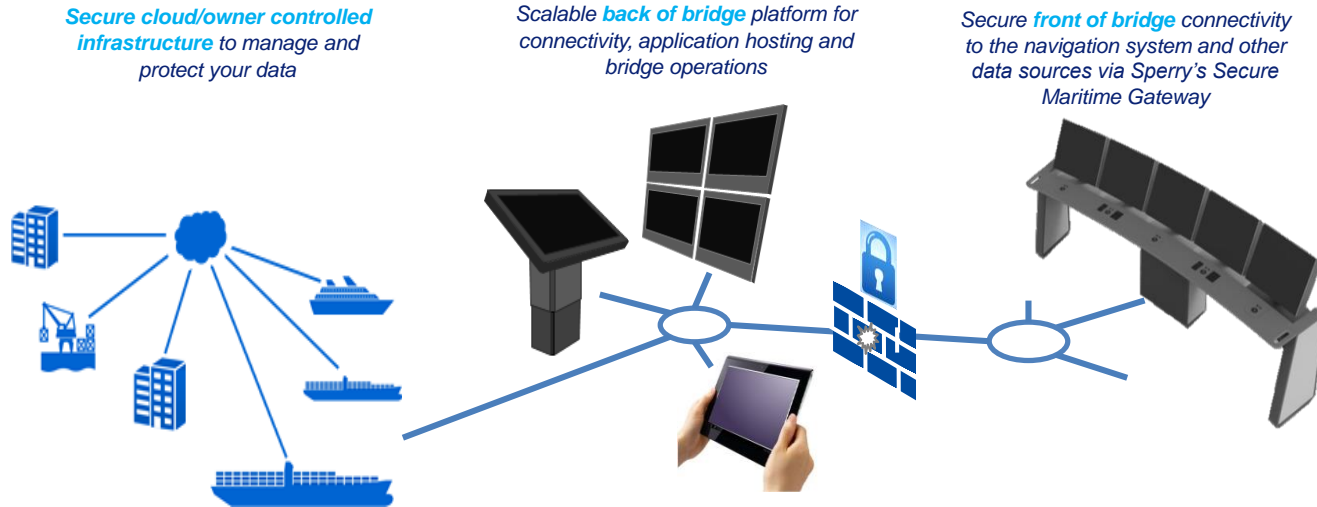 Secure cloud/owner controlled
infrastructure to manage and
protect your data
Scalable back of bridge platform for
connectivity, application hosting and
bridge operations
Secure front of bridge connectivity
to the navigation system and other
data sources via Sperry's Secure
Maritime Gateway